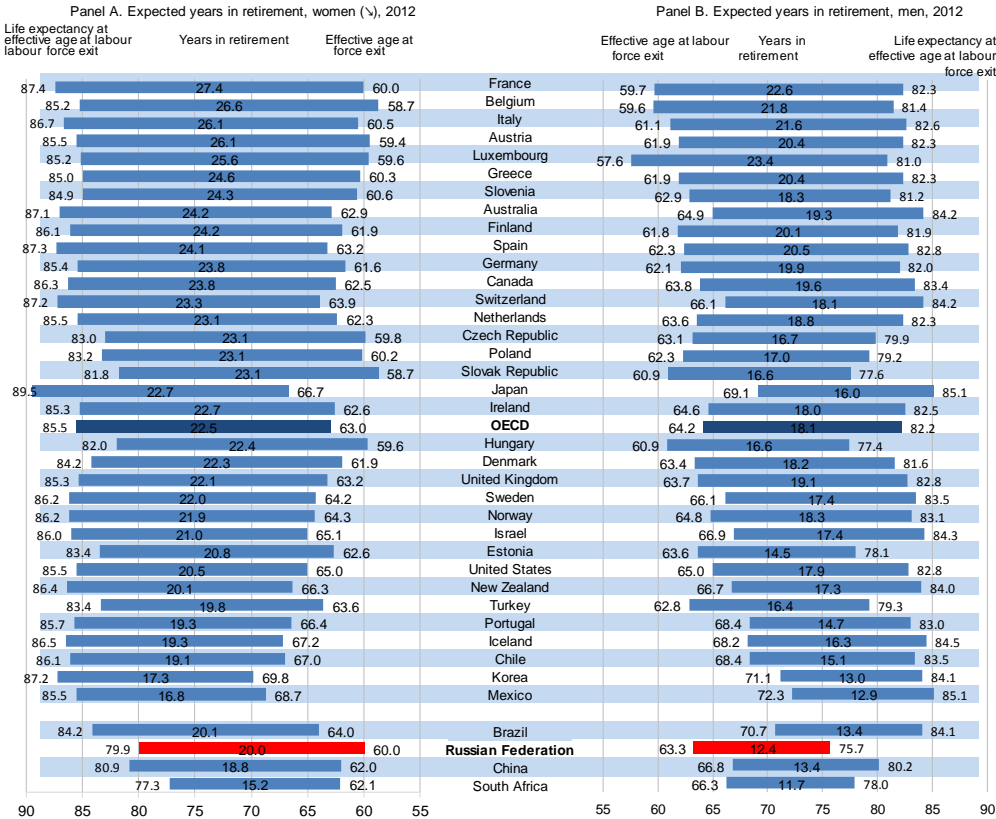 Panel A. Expected years in retirement, women (↘), 2012
Panel B. Expected years in retirement, men, 2012
Life expectancy at
effective age at labour
labour force exit
Years in retirement
Effective age at
force exit
Effective age at labour
force exit
Years in
retirement
Life expectancy at
effective age at labour
force exit
87.4 27.4 60.0 France 59.7 22.6 82.3
85.2 26.6 58.7 Belgium 59.6 21.8 81.4
86.7 26.1 60.5 Italy 61.1 21.6 82.6
85.5 26.1 59.4 Austria 61.9 20.4 82.3
85.2 25.6 59.6 Luxembourg 57.6 23.4 81.0
85.0 24.6 60.3 Greece 61.9 20.4 82.3
84.9 24.3 60.6 Slovenia 62.9 18.3 81.2
87.1 24.2 62.9 Australia 64.9 19.3 84.2
86.1 24.2 61.9 Finland 61.8 20.1 81.9
87.3 24.1 63.2 Spain 62.3 20.5 82.8
85.4 23.8 61.6 Germany 62.1 19.9 82.0
86.3 23.8 62.5 Canada 63.8 19.6 83.4
87.2 23.3 63.9 Switzerland 66.1 18.1 84.2
85.5 23.1 62.3 Netherlands 63.6 18.8 82.3
83.0 23.1 59.8 Czech Republic 63.1 16.7 79.9
83.2 23.1 60.2 Poland 62.3 17.0 79.2
81.8 23.1 58.7 Slovak Republic 60.9 16.6 77.6
89.5 22.7 66.7 Japan 69.1 16.0 85.1
85.3 22.7 62.6 Ireland 64.6 18.0 82.5
85.5 22.5 63.0 OECD 64.2 18.1 82.2
82.0 22.4 59.6 Hungary 60.9 16.6 77.4
84.2 22.3 61.9 Denmark 63.4 18.2 81.6
85.3 22.1 63.2 United Kingdom 63.7 19.1 82.8
86.2 22.0 64.2 Sweden 66.1 17.4 83.5
86.2 21.9 64.3 Norway 64.8 18.3 83.1
86.0 21.0 65.1 Israel 66.9 17.4 84.3
83.4 20.8 62.6 Estonia 63.6 14.5 78.1
85.5 20.5 65.0 United States 65.0 17.9 82.8
86.4 20.1 66.3 New Zealand 66.7 17.3 84.0
83.4 19.8 63.6 Turkey 62.8 16.4 79.3
85.7 19.3 66.4 Portugal 68.4 14.7 83.0
86.5 19.3 67.2 Iceland 68.2 16.3 84.5
86.1 19.1 67.0 Chile 68.4 15.1 83.5
87.2 17.3 69.8 Korea 71.1 13.0 84.1
85.5 16.8 68.7 Mexico 72.3 12.9 85.1
84.2 20.1 64.0 Brazil 70.7 13.4 84.1
79.9 20.0 60.0 Russian Federation 63.3 12.4 75.7
80.9 18.8 62.0 China 66.8 13.4 80.2
77.3 15.2 62.1 South Africa 66.3 11.7 78.0
90 85 80 75 70 65 60 55 55 60 65 70 75 80 85 90